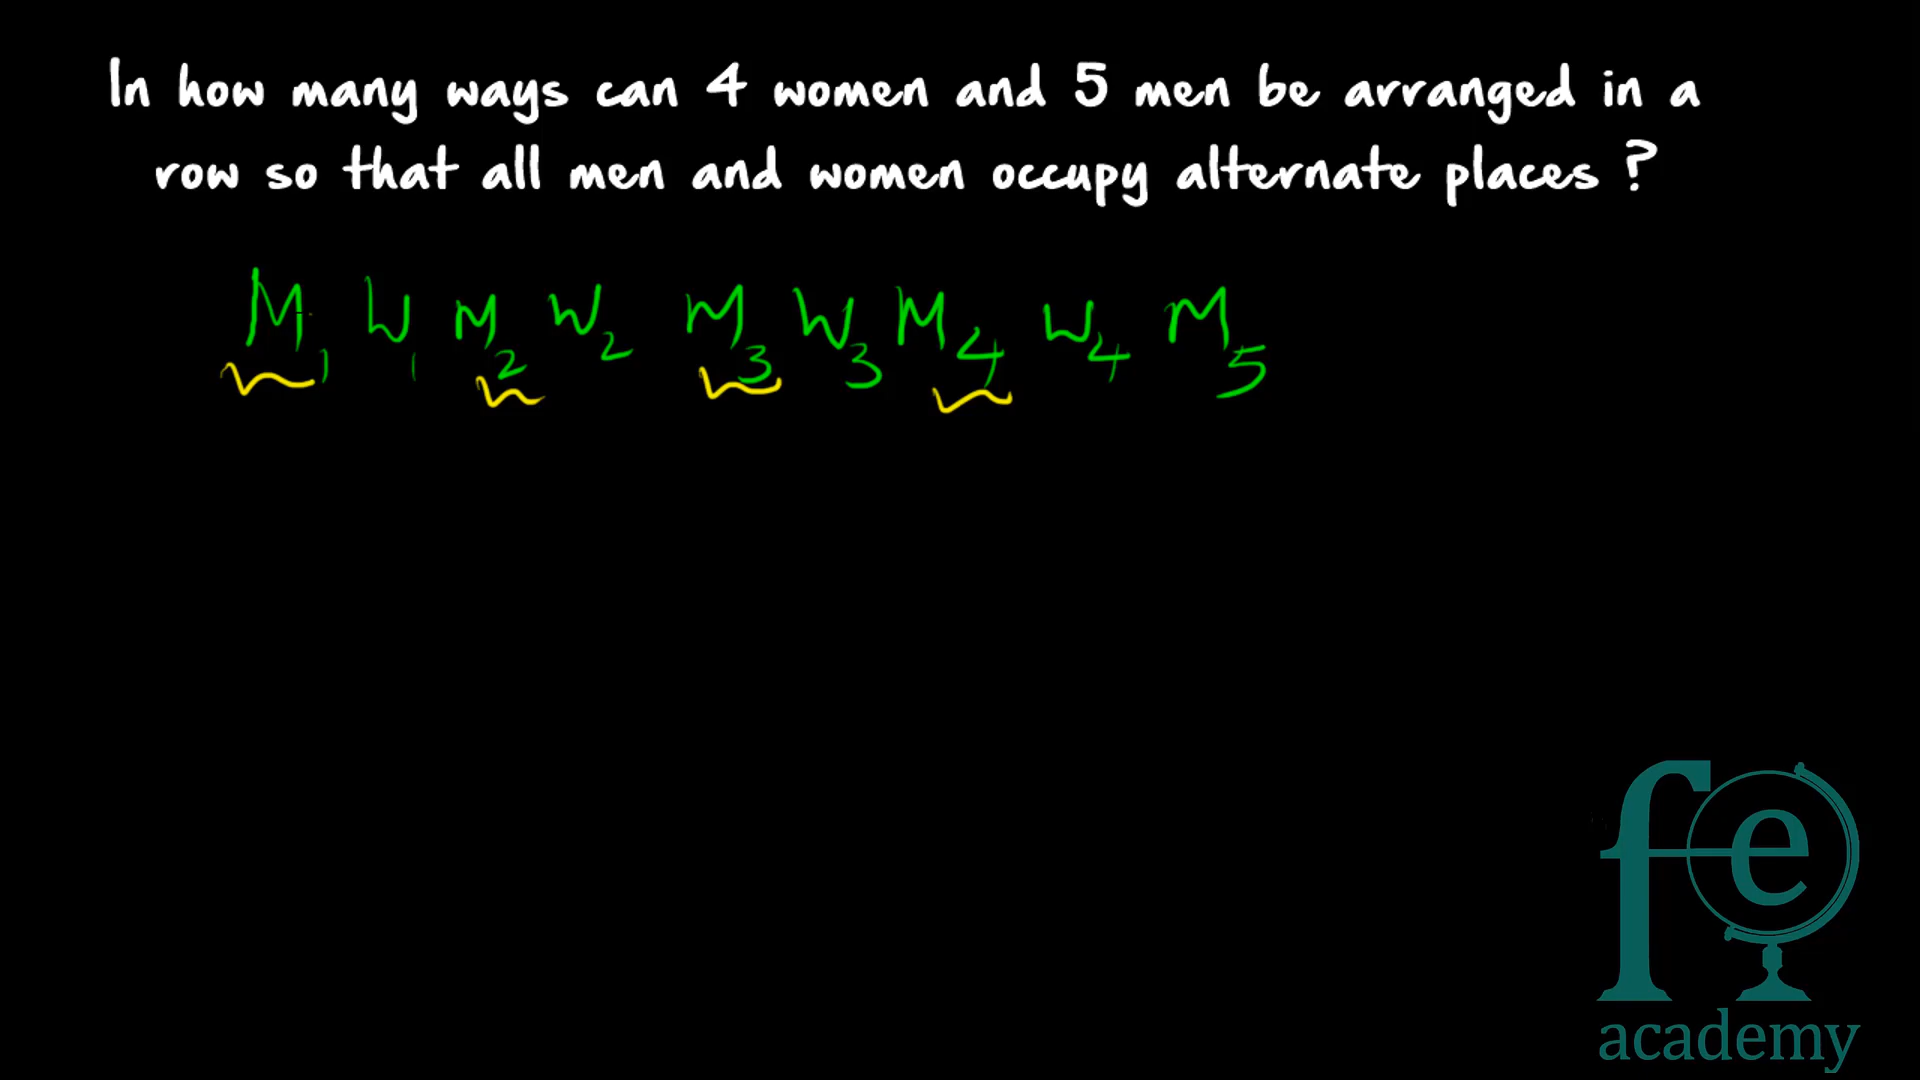 In how many ways can 4 women and 5 men be arranged in a
row so that all men and women occupy alternate places ?
M1 W1 M2 W2 M3 W3 M4 W4 M5
fe
academy